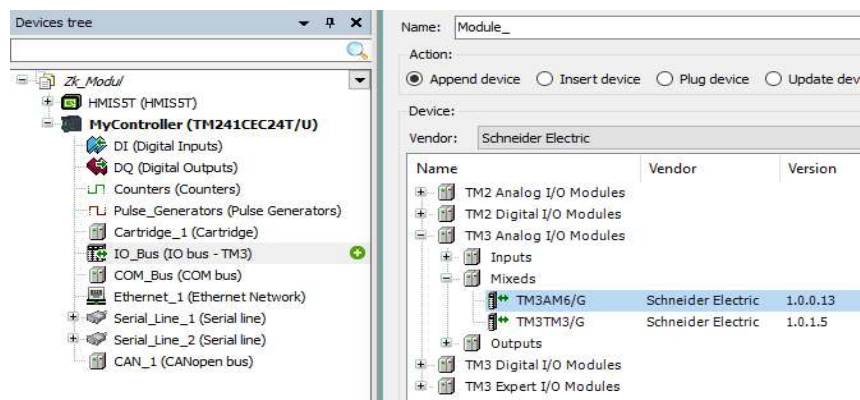 Devices tree
Zk_Modul
HMIS5T (HMIS5T)
MyController (TM241CEC24T/U)
DI (Digital Inputs)
DQ (Digital Outputs)
Counters (Counters)
Pulse_Generators (Pulse Generators)
Cartridge_1 (Cartridge)
IO_Bus (IO bus - TM3)
COM_Bus (COM bus)
Ethernet_1 (Ethernet Network)
Serial_Line_1 (Serial line)
Serial_Line_2 (Serial line)
CAN_1 (CANopen bus)
Name: Module_
Action:
Append device Insert device Plug device Update dev
Device:
Vendor: Schneider Electric
Name Vendor Version
TM2 Analog I/O Modules
TM2 Digital I/O Modules
TM3 Analog I/O Modules
Inputs
Mixeds
TM3AM6/G Schneider Electric 1.0.0.13
TM3TM3/G Schneider Electric 1.0.1.5
Outputs
TM3 Digital I/O Modules
TM3 Expert I/O Modules